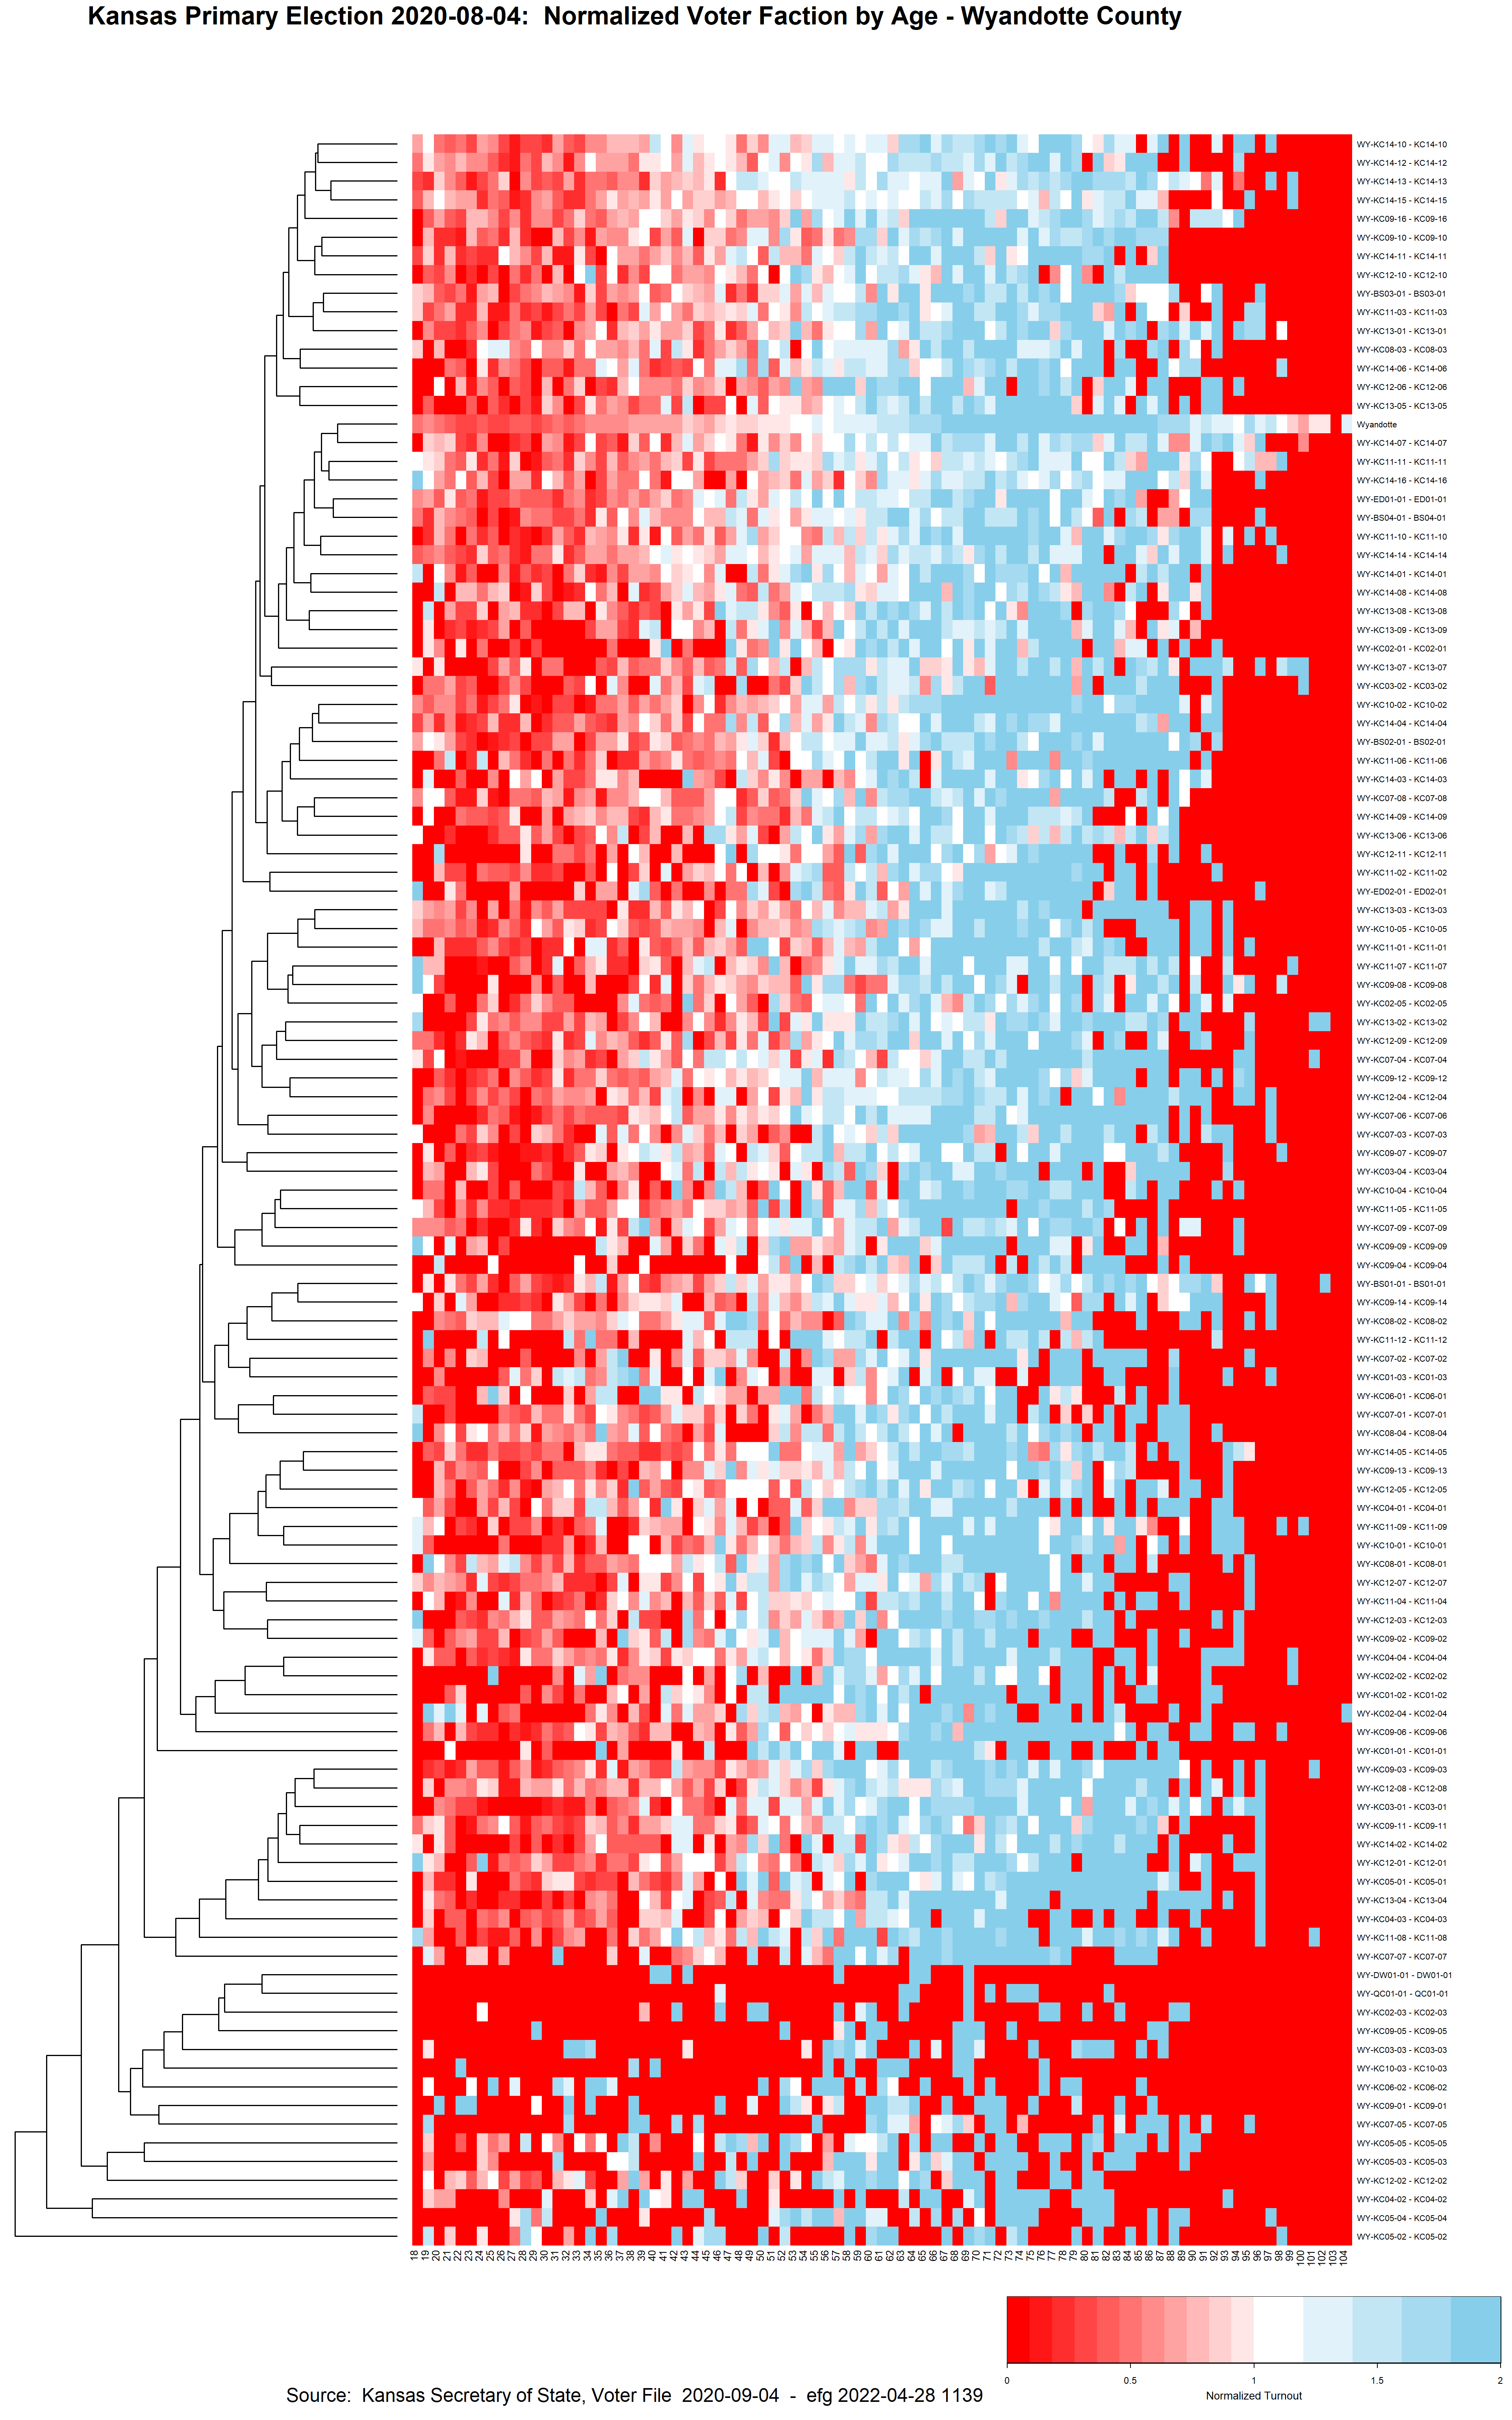 Kansas Primary Election 2020-08-04:  Normalized Voter Faction by Age - Wyandotte County
WY-KC14-10 - KC14-10
WY-KC14-12 - KC14-12
WY-KC14-13 - KC14-13
WY-KC14-15 - KC14-15
WY-KC09-16 - KC09-16
WY-KC09-10 - KC09-10
WY-KC14-11 - KC14-11
WY-KC12-10 - KC12-10
WY-BS03-01 - BS03-01
WY-KC11-03 - KC11-03
WY-KC13-01 - KC13-01
WY-KC08-03 - KC08-03
WY-KC14-06 - KC14-06
WY-KC12-06 - KC12-06
WY-KC13-05 - KC13-05
Wyandotte
WY-KC14-07 - KC14-07
WY-KC11-11 - KC11-11
WY-KC14-16 - KC14-16
WY-ED01-01 - ED01-01
WY-BS04-01 - BS04-01
WY-KC11-10 - KC11-10
WY-KC14-14 - KC14-14
WY-KC14-01 - KC14-01
WY-KC14-08 - KC14-08
WY-KC13-08 - KC13-08
WY-KC13-09 - KC13-09
WY-KC02-01 - KC02-01
WY-KC13-07 - KC13-07
WY-KC03-02 - KC03-02
WY-KC10-02 - KC10-02
WY-KC14-04 - KC14-04
WY-BS02-01 - BS02-01
WY-KC11-06 - KC11-06
WY-KC14-03 - KC14-03
WY-KC07-08 - KC07-08
WY-KC14-09 - KC14-09
WY-KC13-06 - KC13-06
WY-KC12-11 - KC12-11
WY-KC11-02 - KC11-02
WY-ED02-01 - ED02-01
WY-KC13-03 - KC13-03
WY-KC10-05 - KC10-05
WY-KC11-01 - KC11-01
WY-KC11-07 - KC11-07
WY-KC09-08 - KC09-08
WY-KC02-05 - KC02-05
WY-KC13-02 - KC13-02
WY-KC12-09 - KC12-09
WY-KC07-04 - KC07-04
WY-KC09-12 - KC09-12
WY-KC12-04 - KC12-04
WY-KC07-06 - KC07-06
WY-KC07-03 - KC07-03
WY-KC09-07 - KC09-07
WY-KC03-04 - KC03-04
WY-KC10-04 - KC10-04
WY-KC11-05 - KC11-05
WY-KC07-09 - KC07-09
WY-KC09-09 - KC09-09
WY-KC09-04 - KC09-04
WY-BS01-01 - BS01-01
WY-KC09-14 - KC09-14
WY-KC08-02 - KC08-02
WY-KC11-12 - KC11-12
WY-KC07-02 - KC07-02
WY-KC01-03 - KC01-03
WY-KC06-01 - KC06-01
WY-KC07-01 - KC07-01
WY-KC08-04 - KC08-04
WY-KC14-05 - KC14-05
WY-KC09-13 - KC09-13
WY-KC12-05 - KC12-05
WY-KC04-01 - KC04-01
WY-KC11-09 - KC11-09
WY-KC10-01 - KC10-01
WY-KC08-01 - KC08-01
WY-KC12-07 - KC12-07
WY-KC11-04 - KC11-04
WY-KC12-03 - KC12-03
WY-KC09-02 - KC09-02
WY-KC04-04 - KC04-04
WY-KC02-02 - KC02-02
WY-KC01-02 - KC01-02
WY-KC02-04 - KC02-04
WY-KC09-06 - KC09-06
WY-KC01-01 - KC01-01
WY-KC09-03 - KC09-03
WY-KC12-08 - KC12-08
WY-KC03-01 - KC03-01
WY-KC09-11 - KC09-11
WY-KC14-02 - KC14-02
WY-KC12-01 - KC12-01
WY-KC05-01 - KC05-01
WY-KC13-04 - KC13-04
WY-KC04-03 - KC04-03
WY-KC11-08 - KC11-08
WY-KC07-07 - KC07-07
WY-DW01-01 - DW01-01
WY-QC01-01 - QC01-01
WY-KC02-03 - KC02-03
WY-KC09-05 - KC09-05
WY-KC03-03 - KC03-03
WY-KC10-03 - KC10-03
WY-KC06-02 - KC06-02
WY-KC09-01 - KC09-01
WY-KC07-05 - KC07-05
WY-KC05-05 - KC05-05
WY-KC05-03 - KC05-03
WY-KC12-02 - KC12-02
WY-KC04-02 - KC04-02
WY-KC05-04 - KC05-04
WY-KC05-02 - KC05-02
18 19 20 21 22 23 24 25 26 27 28 29 30 31 32 33 34 35 36 37 38 39 40 41 42 43 44 45 46 47 48 49 50 51 52 53 54 55 56 57 58 59 60 61 62 63 64 65 66 67 68 69 70 71 72 73 74 75 76 77 78 79 80 81 82 83 84 85 86 87 88 89 90 91 92 93 94 95 96 97 98 99 100 101 102 103 104
0 0.5 1 1.5 2
Normalized Turnout
Source:  Kansas Secretary of State, Voter File  2020-09-04  -  efg 2022-04-28 1139